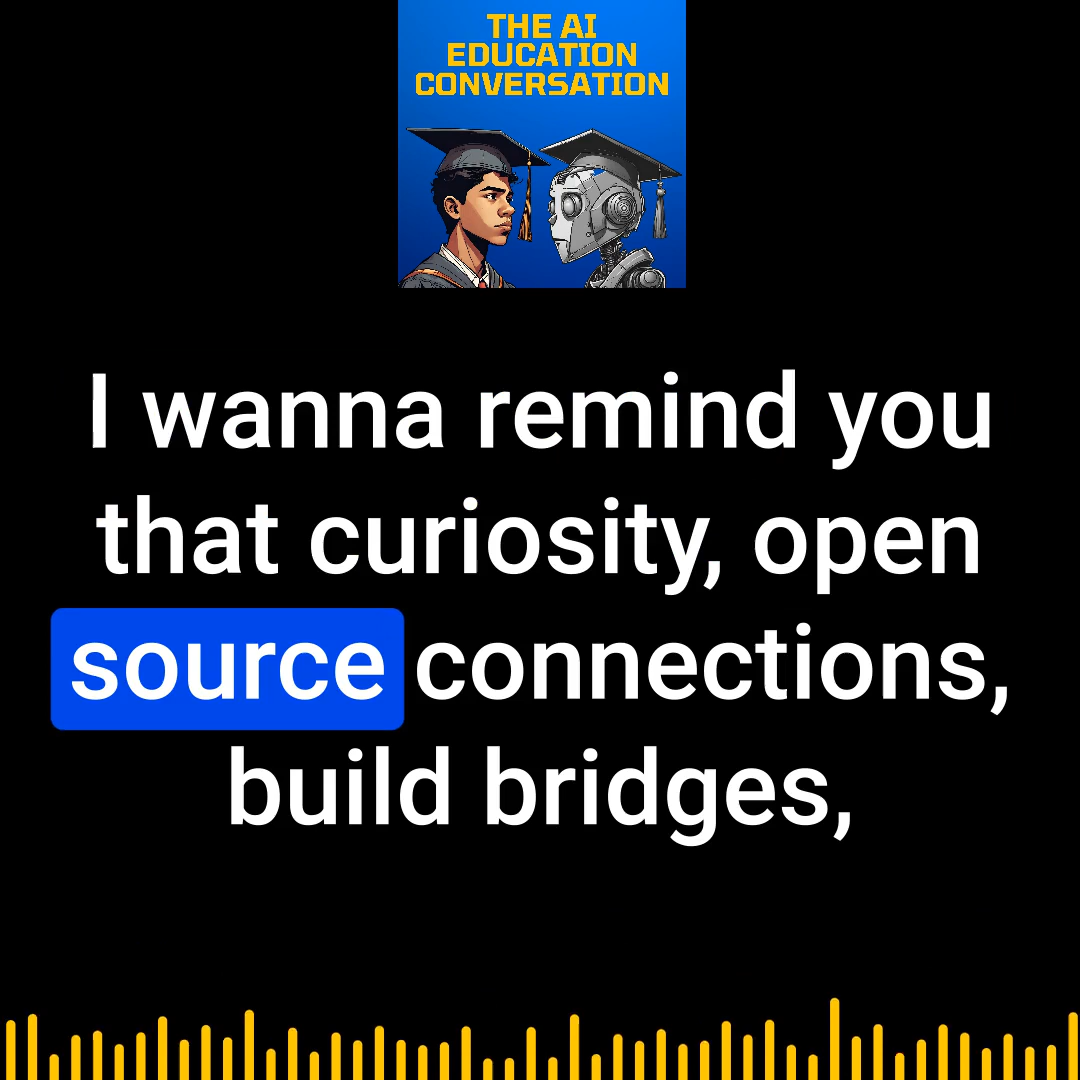 THE AI
EDUCATION
CONVERSATION
I wanna remind you
that curiosity, open
source connections,
build bridges,